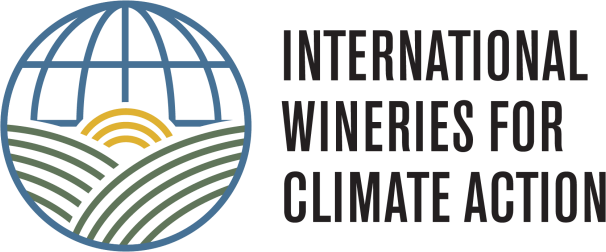 INTERNATIONAL
WINERIES FOR
CLIMATE ACTION